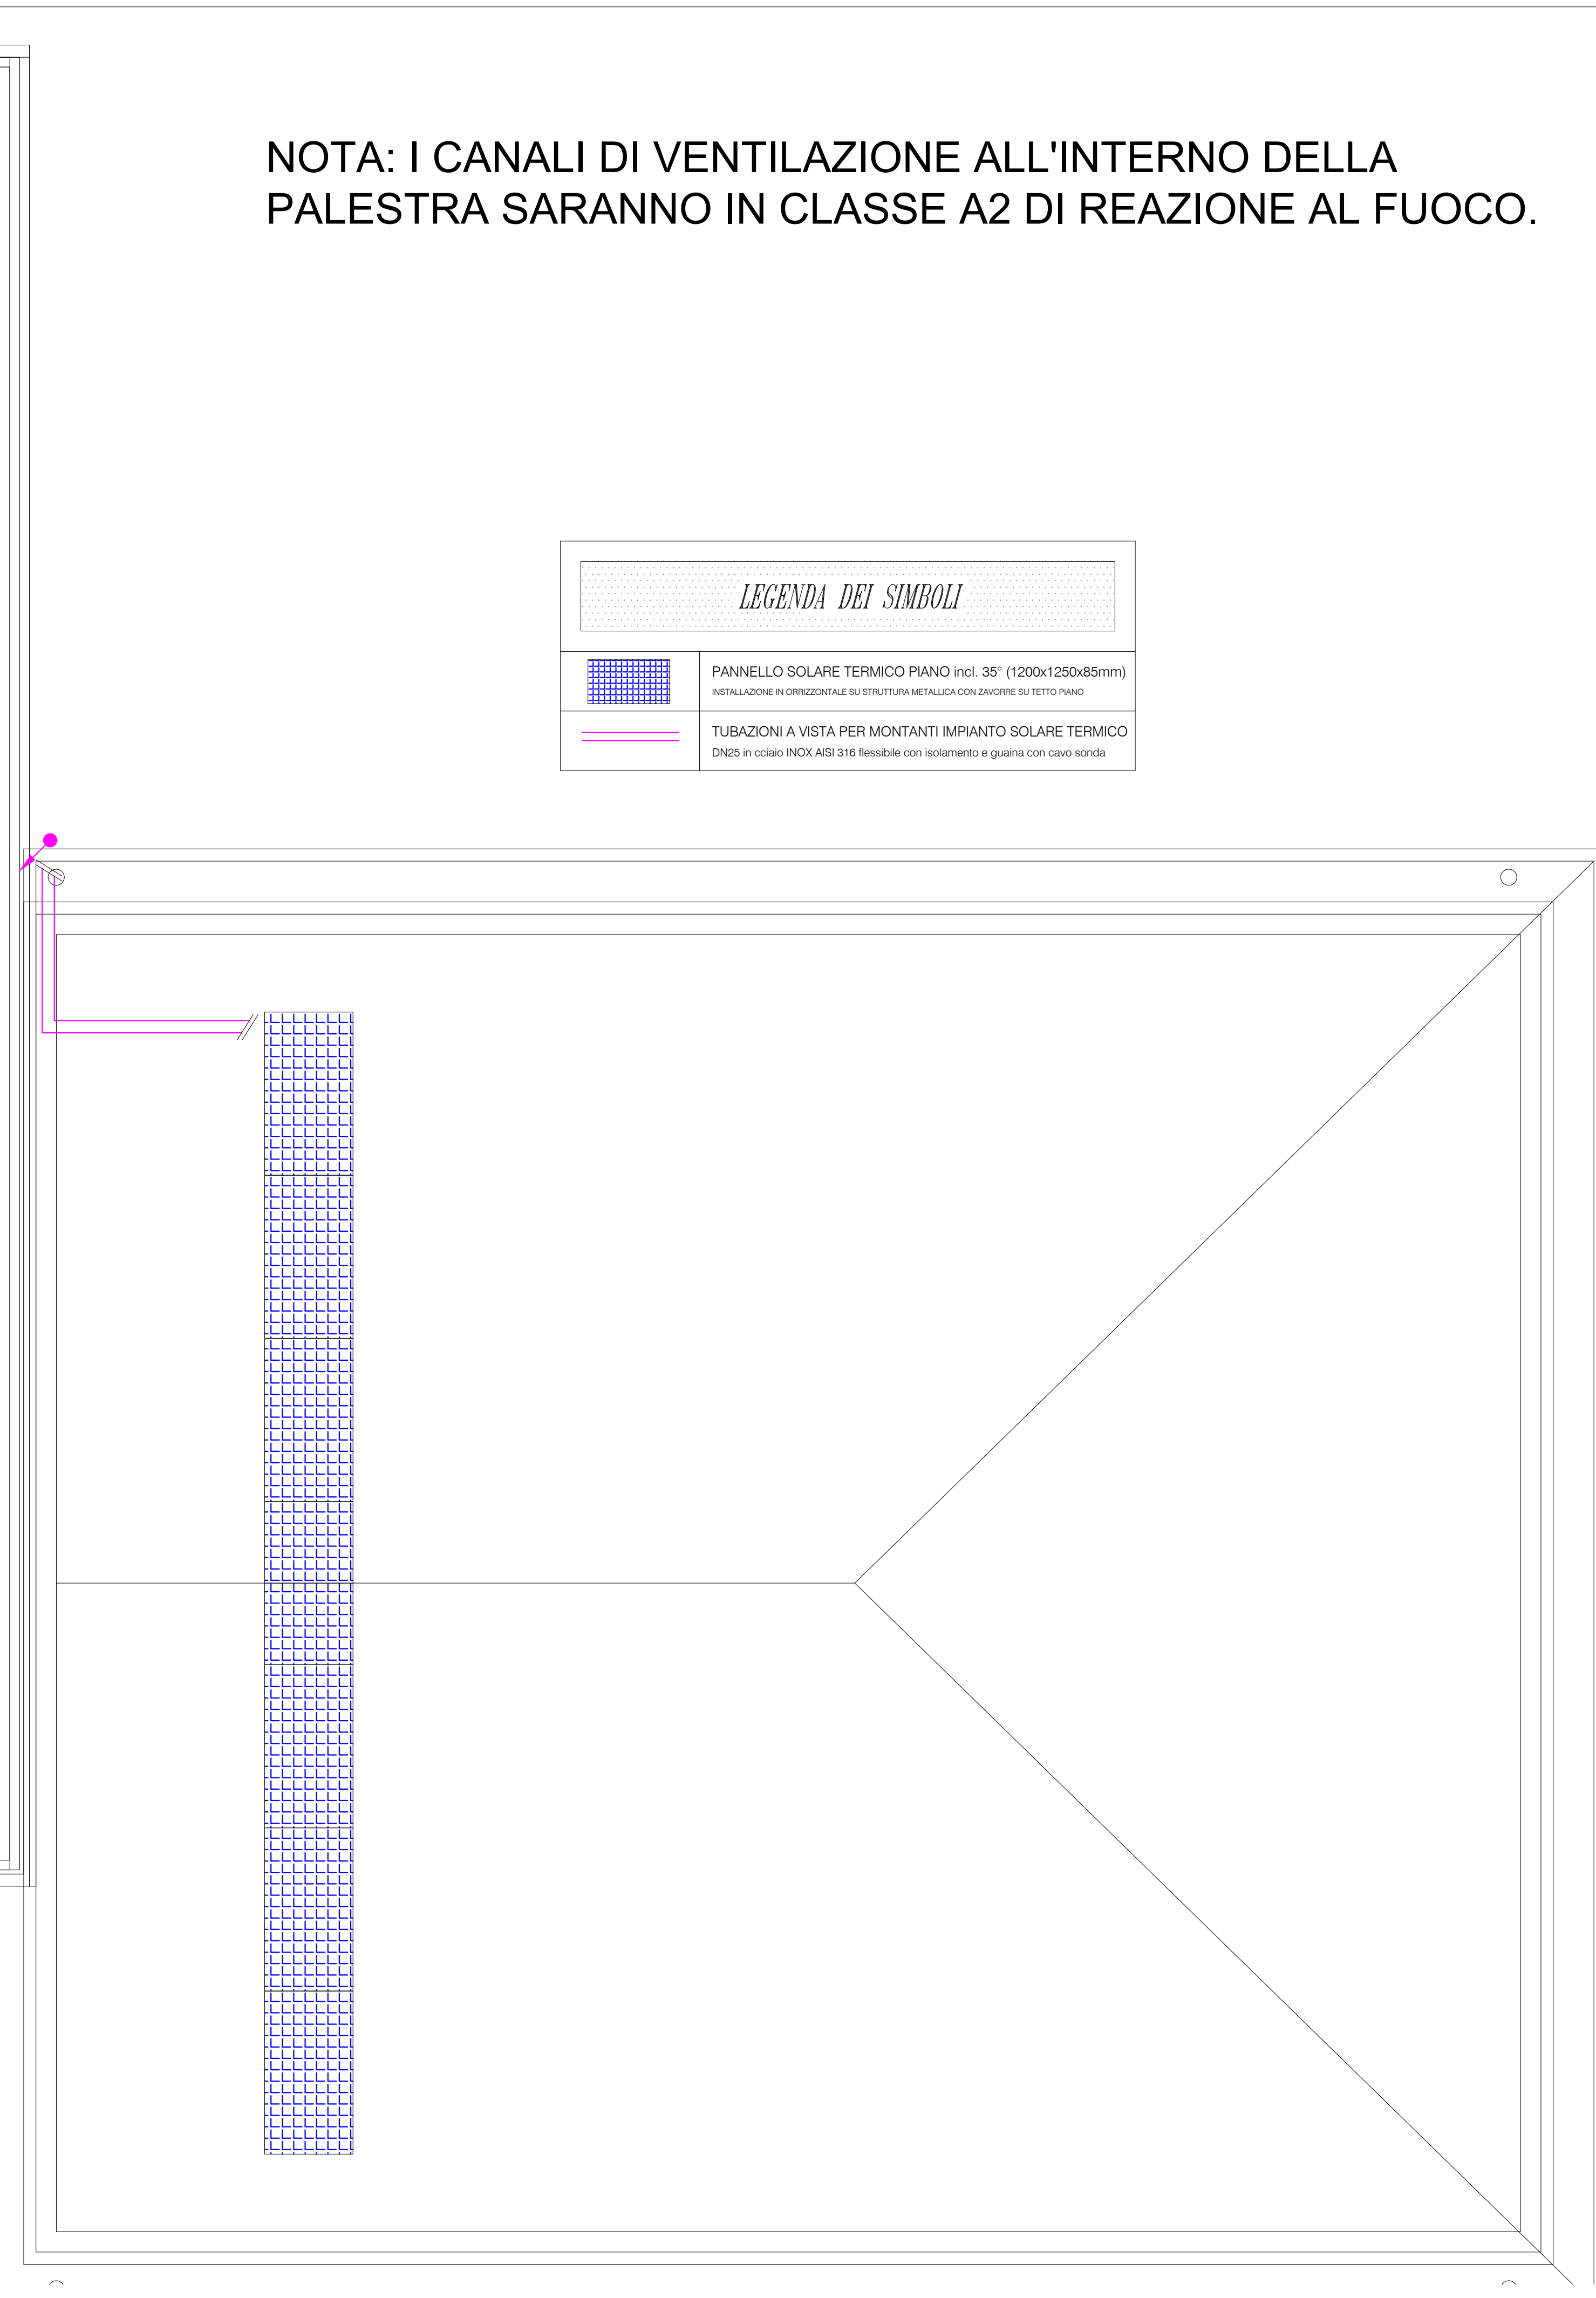 NOTA: I CANALI DI VENTILAZIONE ALL'INTERNO DELLA
PALESTRA SARANNO IN CLASSE A2 DI REAZIONE AL FUOCO.
LEGENDA DEI SIMBOLI
PANNELLO SOLARE TERMICO PIANO incl. 35° (1200x1250x85mm)
INSTALLAZIONE IN ORRIZZONTALE SU STRUTTURA METALLICA CON ZAVORRE SU TETTO PIANO
TUBAZIONI A VISTA PER MONTANTI IMPIANTO SOLARE TERMICO
DN25 in cciaio INOX AISI 316 flessibile con isolamento e guaina con cavo sonda